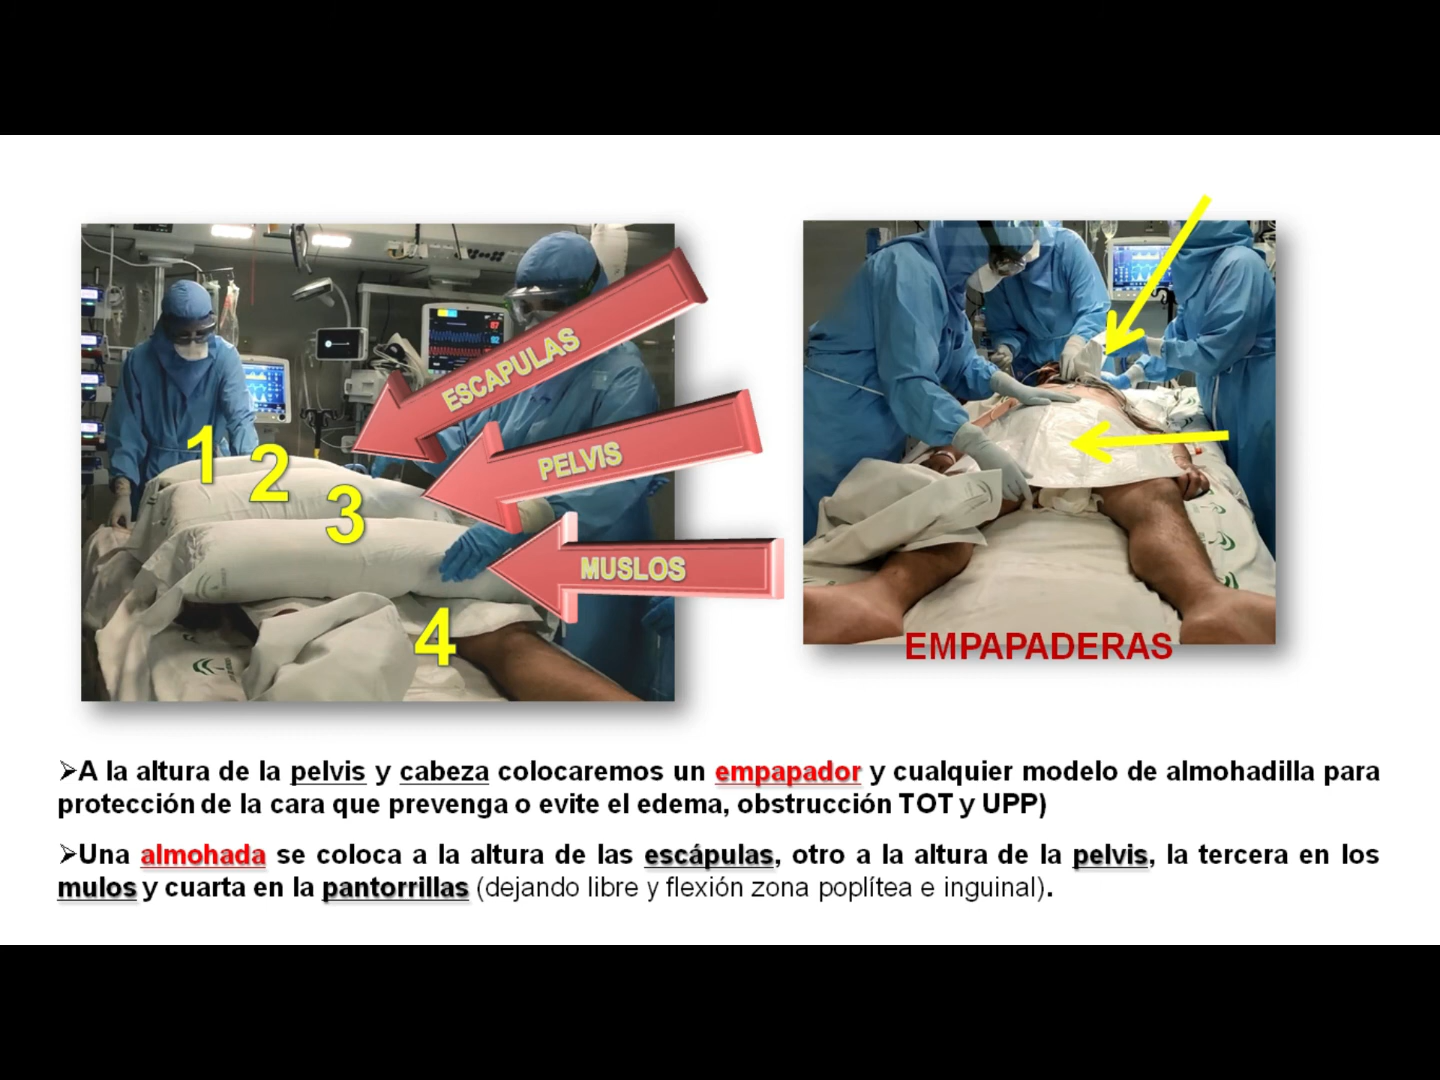 ESCAPULAS
1
2
PELVIS
3
MUSLOS
4
EMPAPADERAS
➢A la altura de la pelvis y cabeza colocaremos un empapador y cualquier modelo de almohadilla para
protección de la cara que prevenga o evite el edema, obstrucción TOT y UPP)
➢Una almohada se coloca a la altura de las escápulas, otro a la altura de la pelvis, la tercera en los
mulos y cuarta en la pantorrillas (dejando libre y flexión zona poplítea e inguinal).